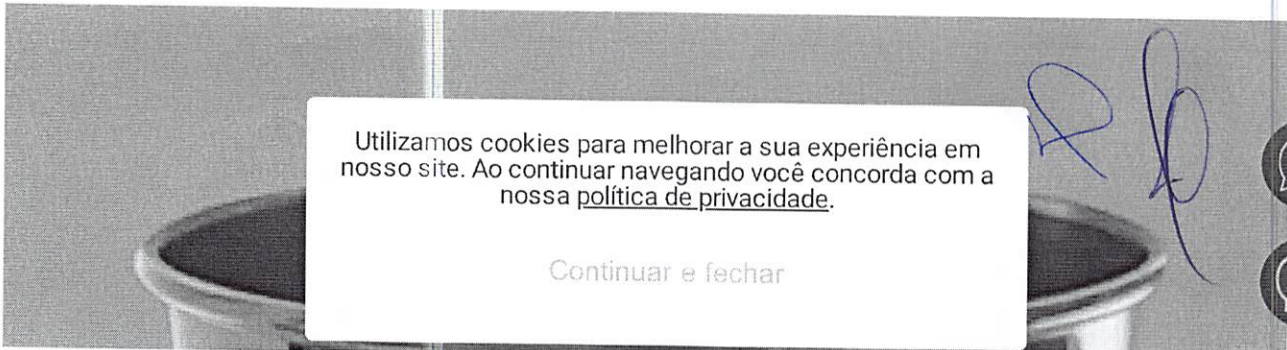 Utilizamos cookies para melhorar a sua experiência em
nosso site. Ao continuar navegando você concorda com a
nossa política de privacidade.
Continuar e fechar